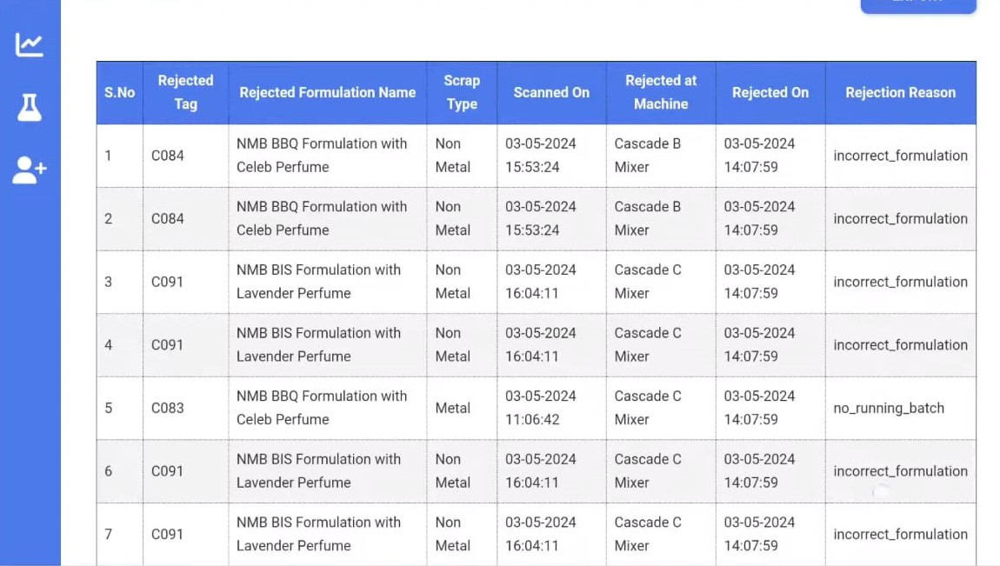 S.No
Rejected
Tag
Rejected Formulation Name
Scrap
Type
Scanned On
Rejected at
Machine
Rejected On
Rejection Reason
1
C084
NMB BBQ Formulation with
Celeb Perfume
Non
Metal
03-05-2024
15:53:24
Cascade B
Mixer
03-05-2024
14:07:59
incorrect_formulation
2
C084
NMB BBQ Formulation with
Celeb Perfume
Non
Metal
03-05-2024
15:53:24
Cascade B
Mixer
03-05-2024
14:07:59
incorrect_formulation
3
C091
NMB BIS Formulation with
Lavender Perfume
Non
Metal
03-05-2024
16:04:11
Cascade C
Mixer
03-05-2024
14:07:59
incorrect_formulation
4
C091
NMB BIS Formulation with
Lavender Perfume
Non
Metal
03-05-2024
16:04:11
Cascade C
Mixer
03-05-2024
14:07:59
incorrect_formulation
5
C083
NMB BBQ Formulation with
Celeb Perfume
Metal
03-05-2024
11:06:42
Cascade C
Mixer
03-05-2024
14:07:59
no_running_batch
6
C091
NMB BIS Formulation with
Lavender Perfume
Non
Metal
03-05-2024
16:04:11
Cascade C
Mixer
03-05-2024
14:07:59
incorrect_formulation
7
C091
NMB BIS Formulation with
Lavender Perfume
Non
Metal
03-05-2024
16:04:11
Cascade C
Mixer
03-05-2024
14:07:59
incorrect_formulation